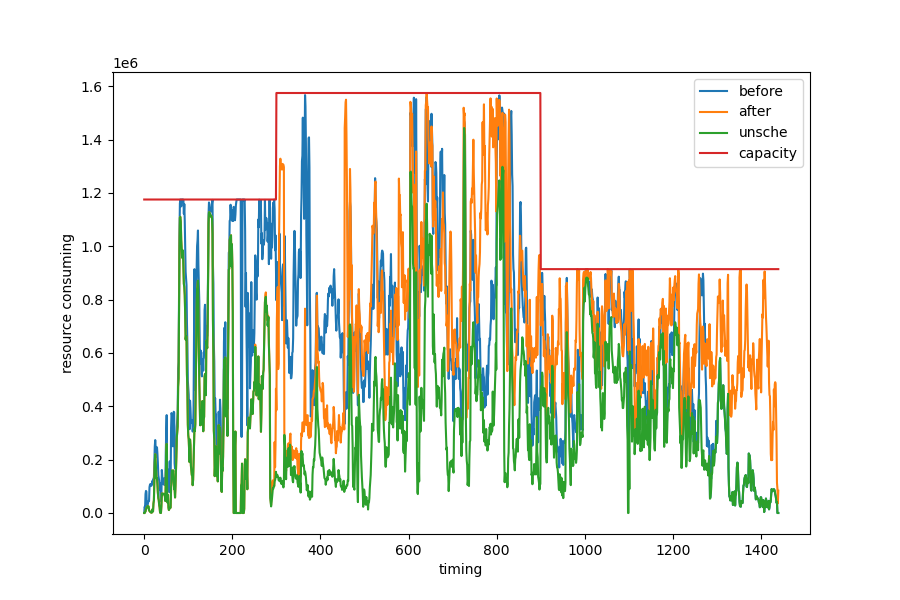 1e6
1.6
1.4
1.2
1.0
0.8
0.6
0.4
0.2
0.0
resource consuming
before
after
unsche
capacity
0 200 400 600 800 1000 1200 1400
timing